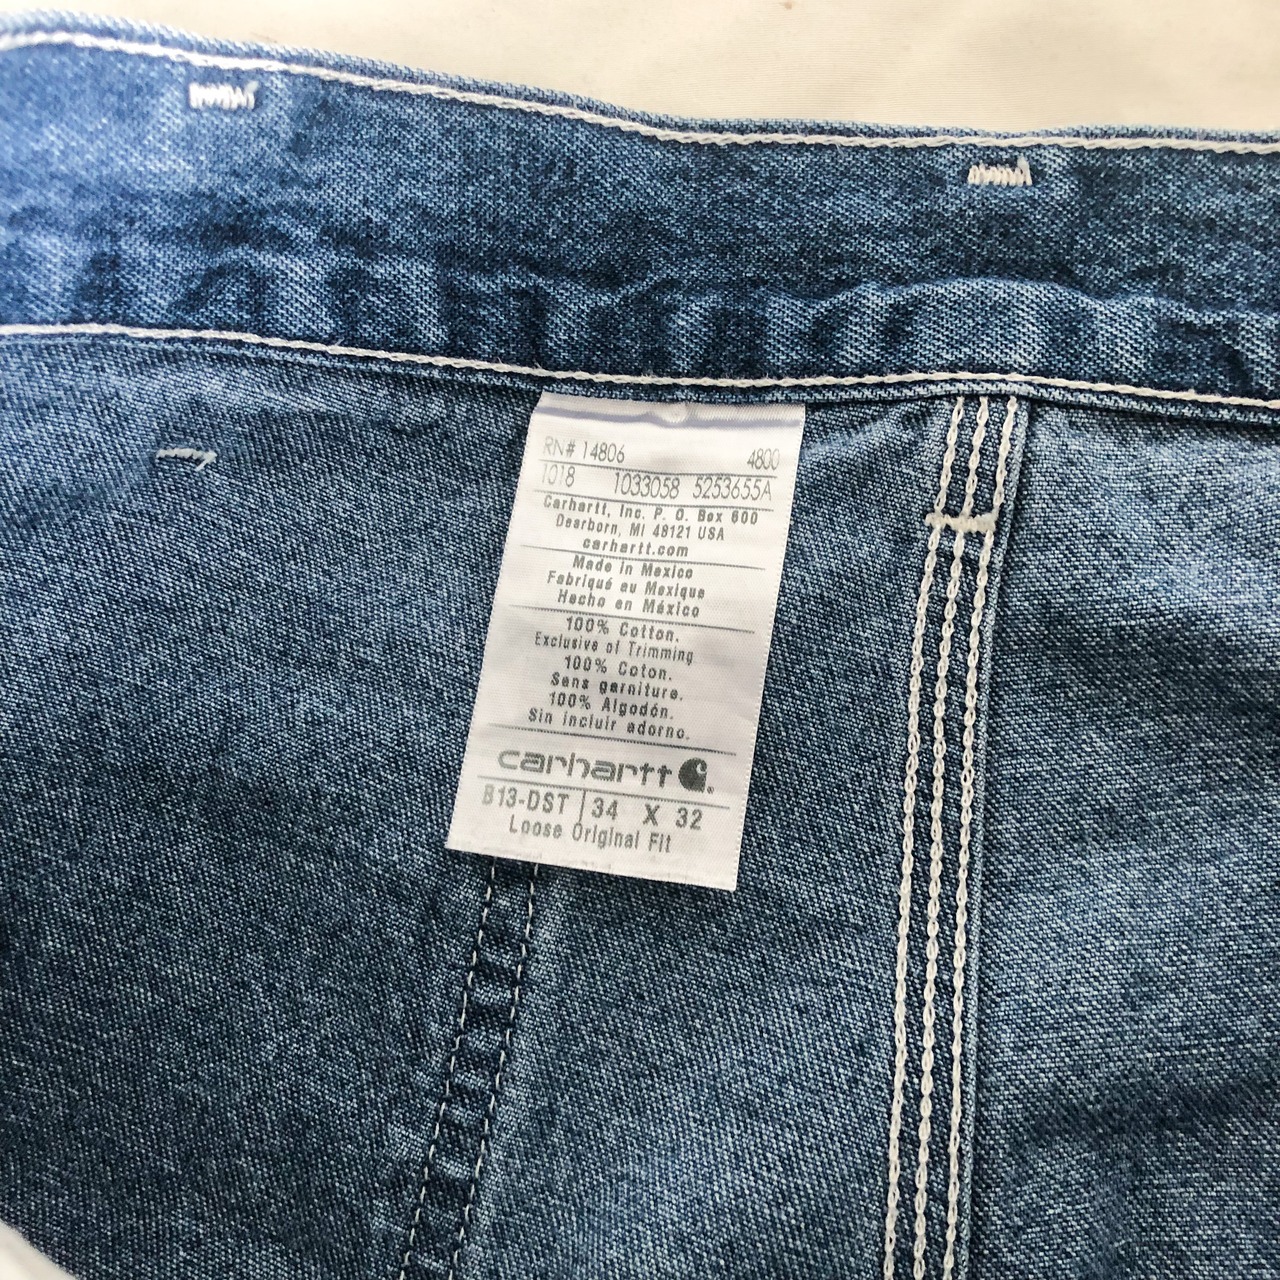 RN# 14806 4800
1018 1033058 5253655A
Carhartt, Inc. P. O. Box 600
Dearborn, MI 48121 USA
carhartt.com
Made in Mexico
Fabriqué au Mexique
Hecho en México
100% Cotton.
Exclusive of Trimming
100% Coton.
Sans garniture.
100% Algodón.
Sin incluir adorno.
carhartt
B13-DST | 34 X 32
Loose Original Fit